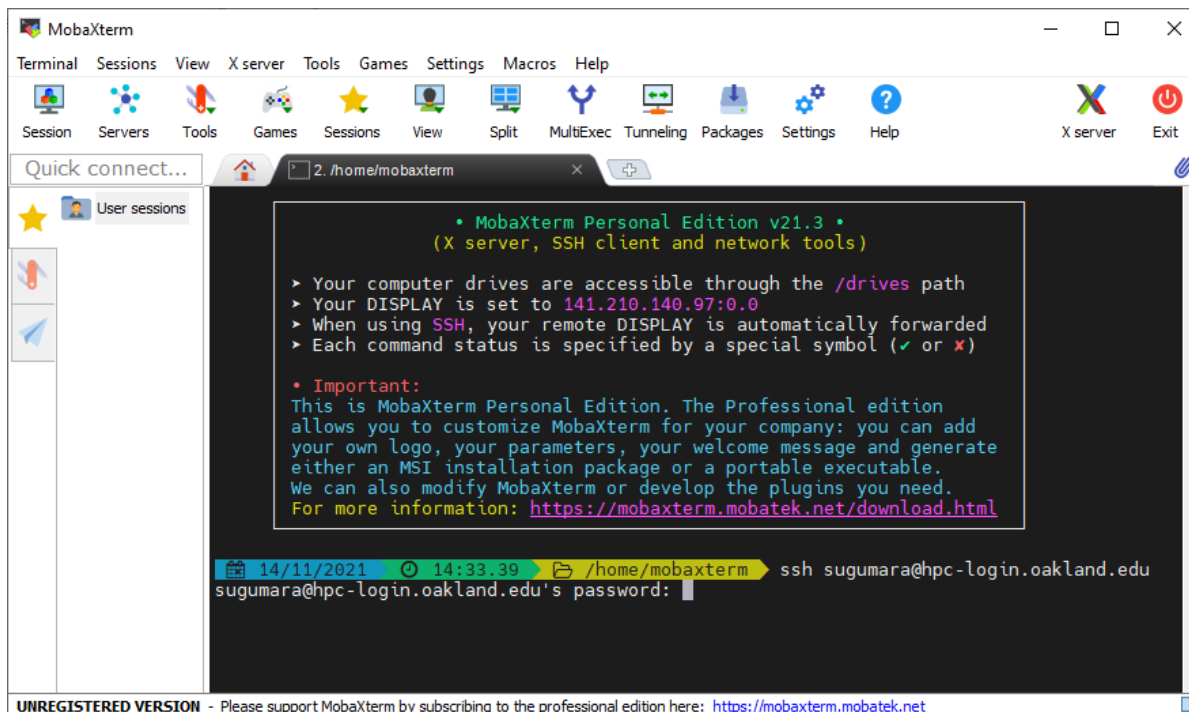 MobaXterm
Terminal Sessions View X server Tools Games Settings Macros Help
Session Servers Tools Games Sessions View Split MultiExec Tunneling Packages Settings Help X server Exit
Quick connect...
2. /home/mobaxterm
User sessions
• MobaXterm Personal Edition v21.3 •
(X server, SSH client and network tools)
➤ Your computer drives are accessible through the /drives path
➤ Your DISPLAY is set to 141.210.140.97:0.0
➤ When using SSH, your remote DISPLAY is automatically forwarded
➤ Each command status is specified by a special symbol (✔ or ✘)
• Important:
This is MobaXterm Personal Edition. The Professional edition
allows you to customize MobaXterm for your company: you can add
your own logo, your parameters, your welcome message and generate
either an MSI installation package or a portable executable.
We can also modify MobaXterm or develop the plugins you need.
For more information: https://mobaxterm.mobatek.net/download.html
14/11/2021 14:33.39 /home/mobaxterm ssh sugumara@hpc-login.oakland.edu
sugumara@hpc-login.oakland.edu's password:
UNREGISTERED VERSION - Please support MobaXterm by subscribing to the professional edition here: https://mobaxterm.mobatek.net